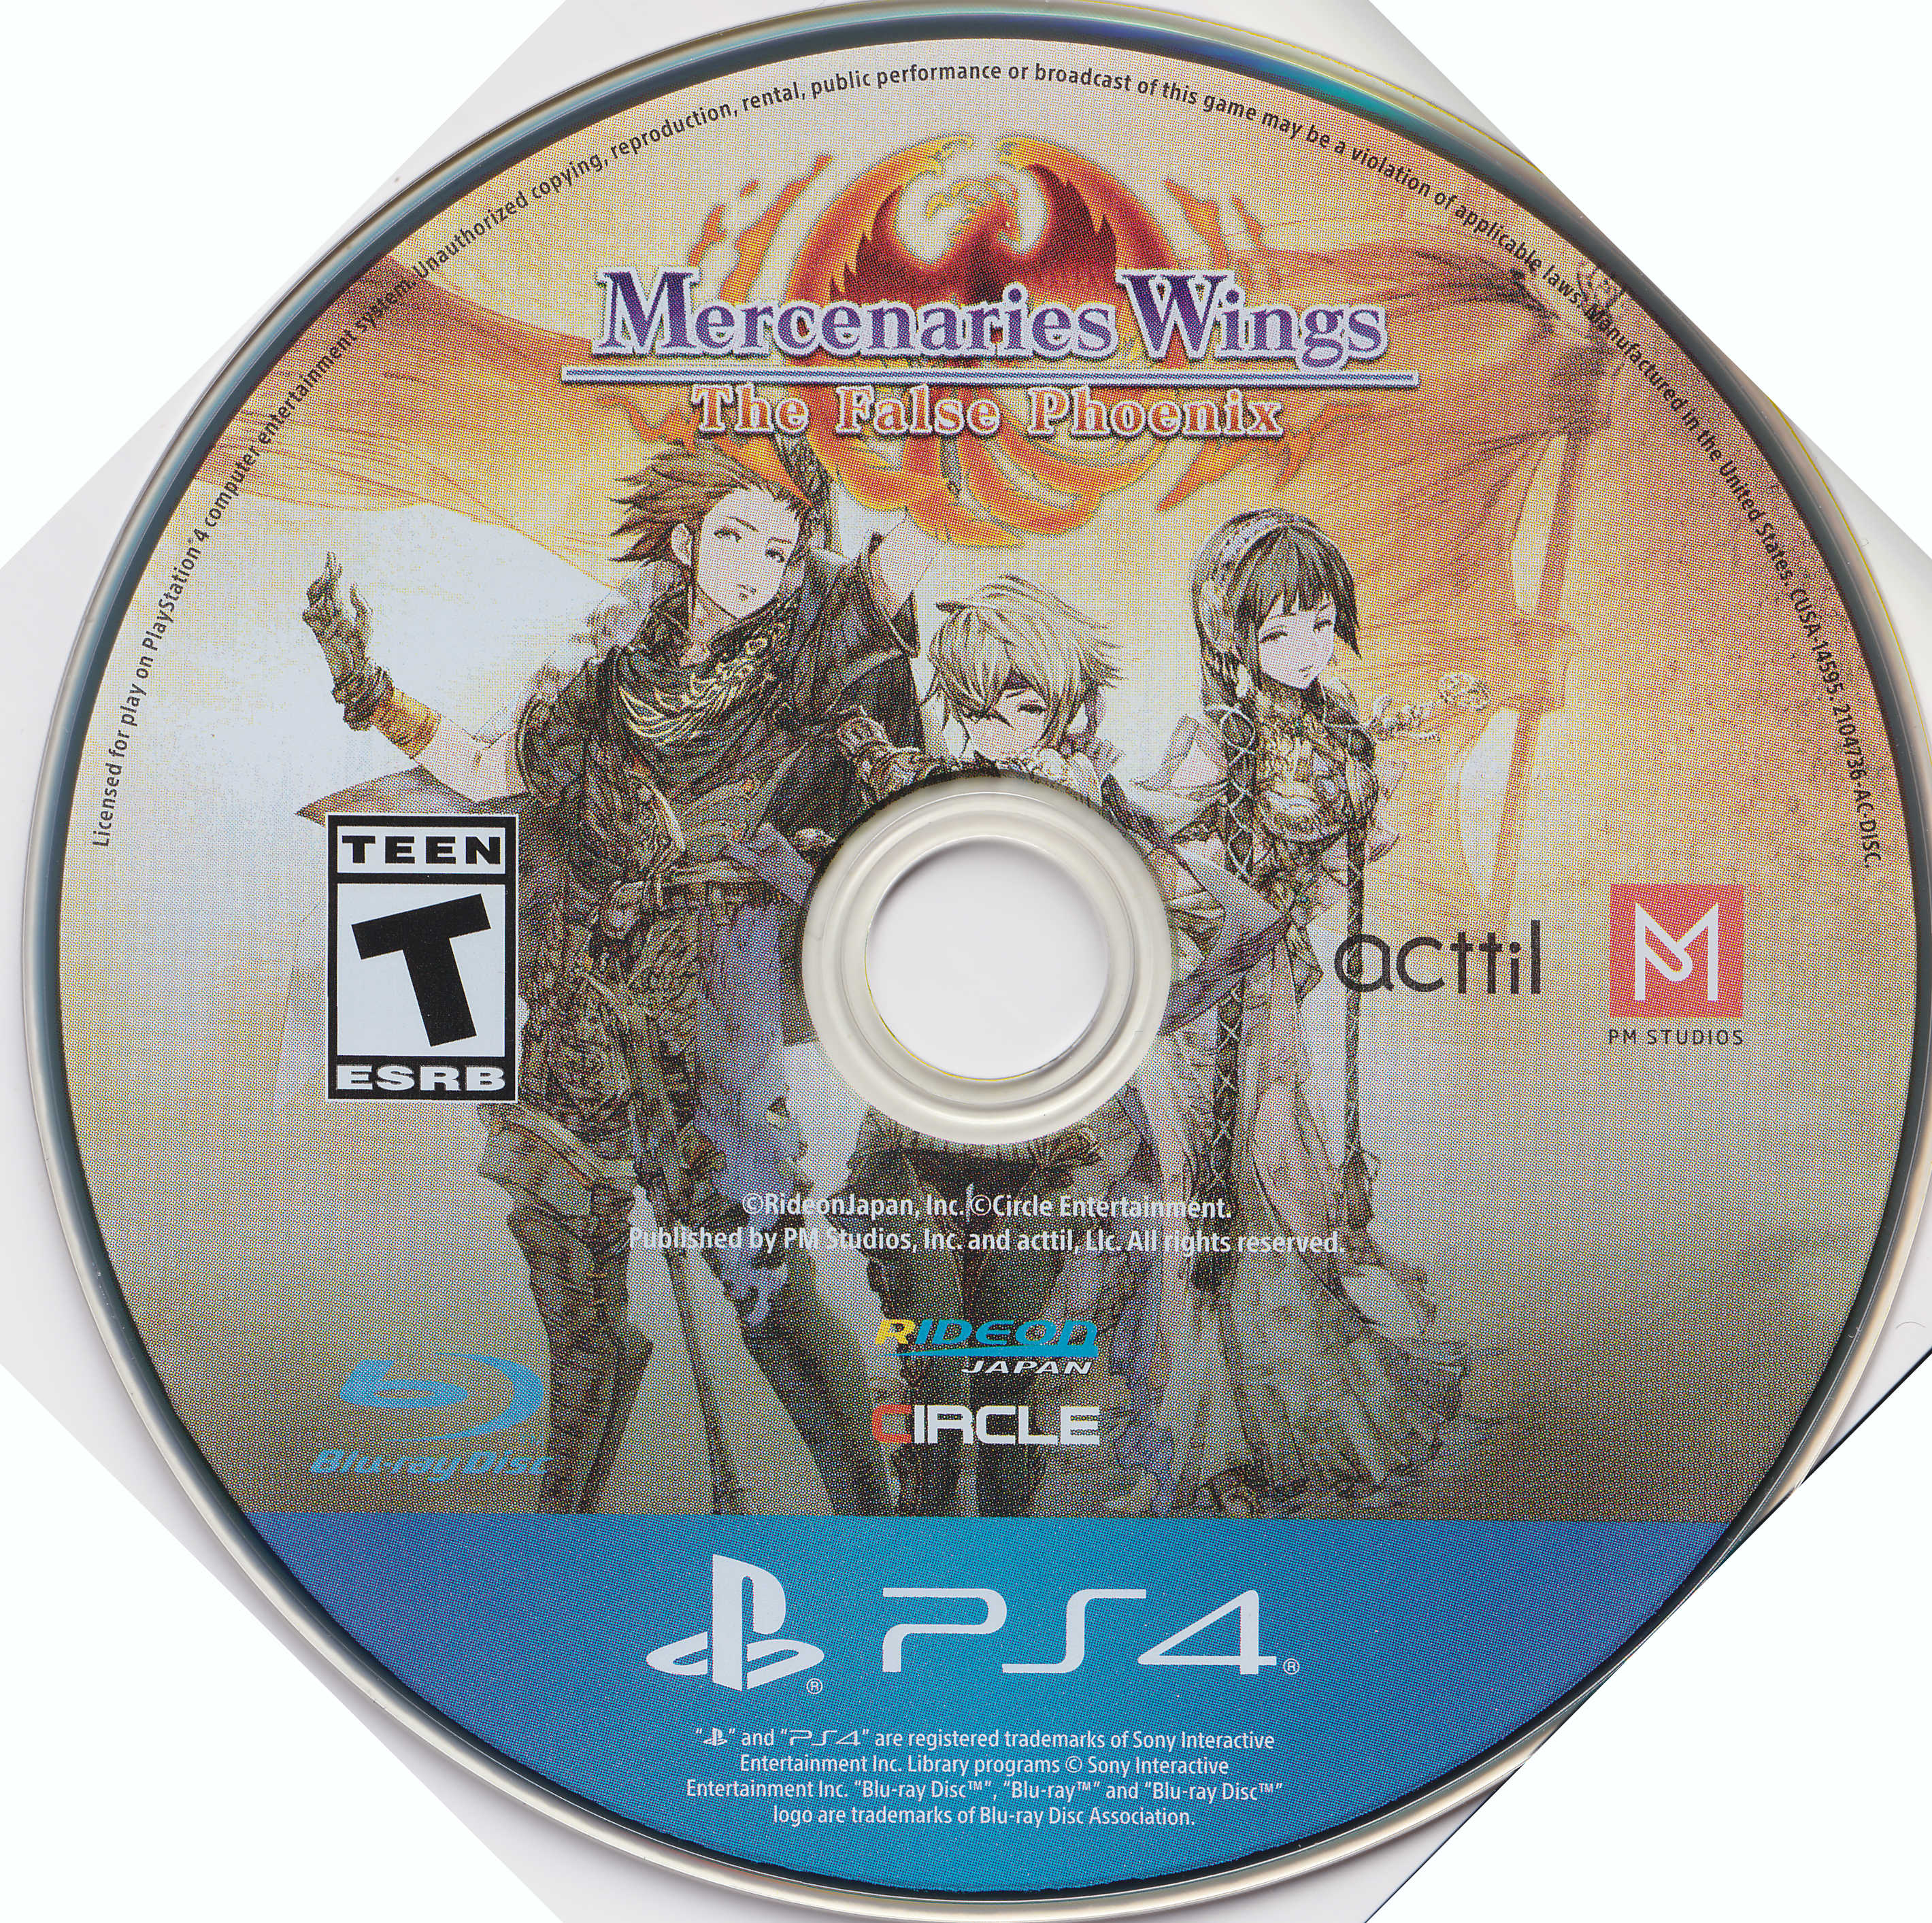 Licensed for play on PlayStation®4 computer entertainment system. Unauthorized copying, reproduction, rental, public performance or broadcast of this game may be a violation of applicable laws. Manufactured in the United States. CUSA-14595. 2104736-AC-DISC.
Mercenaries Wings
The False Phoenix
TEEN
T
ESRB
acttil
PM STUDIOS
©RideonJapan, Inc. ©Circle Entertainment.
Published by PM Studios, Inc. and acttil, Llc. All rights reserved.
RIDEON
JAPAN
CIRCLE
Blu-ray Disc
PS4®
"PS" and "PS4" are registered trademarks of Sony Interactive
Entertainment Inc. Library programs © Sony Interactive
Entertainment Inc. "Blu-ray Disc™", "Blu-ray™" and "Blu-ray Disc™"
logo are trademarks of Blu-ray Disc Association.